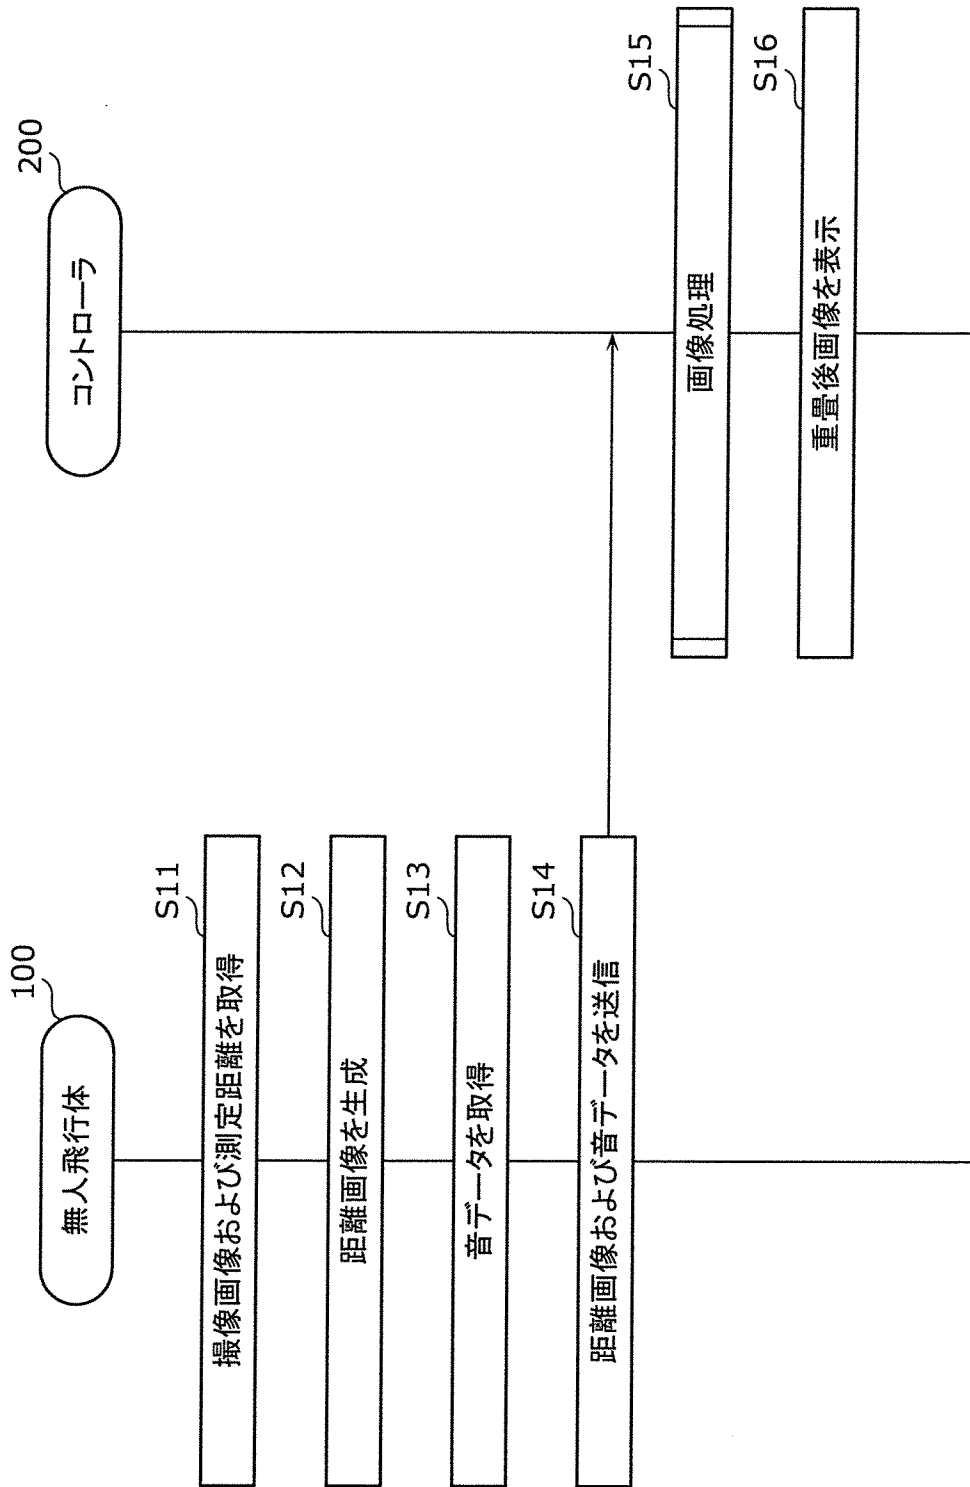 100
無人飛行体
200
コントローラ
S11
撮像画像および測定距離を取得
S12
距離画像を生成
S13
音データを取得
S14
距離画像および音データを送信
S15
画像処理
S16
重畳後画像を表示